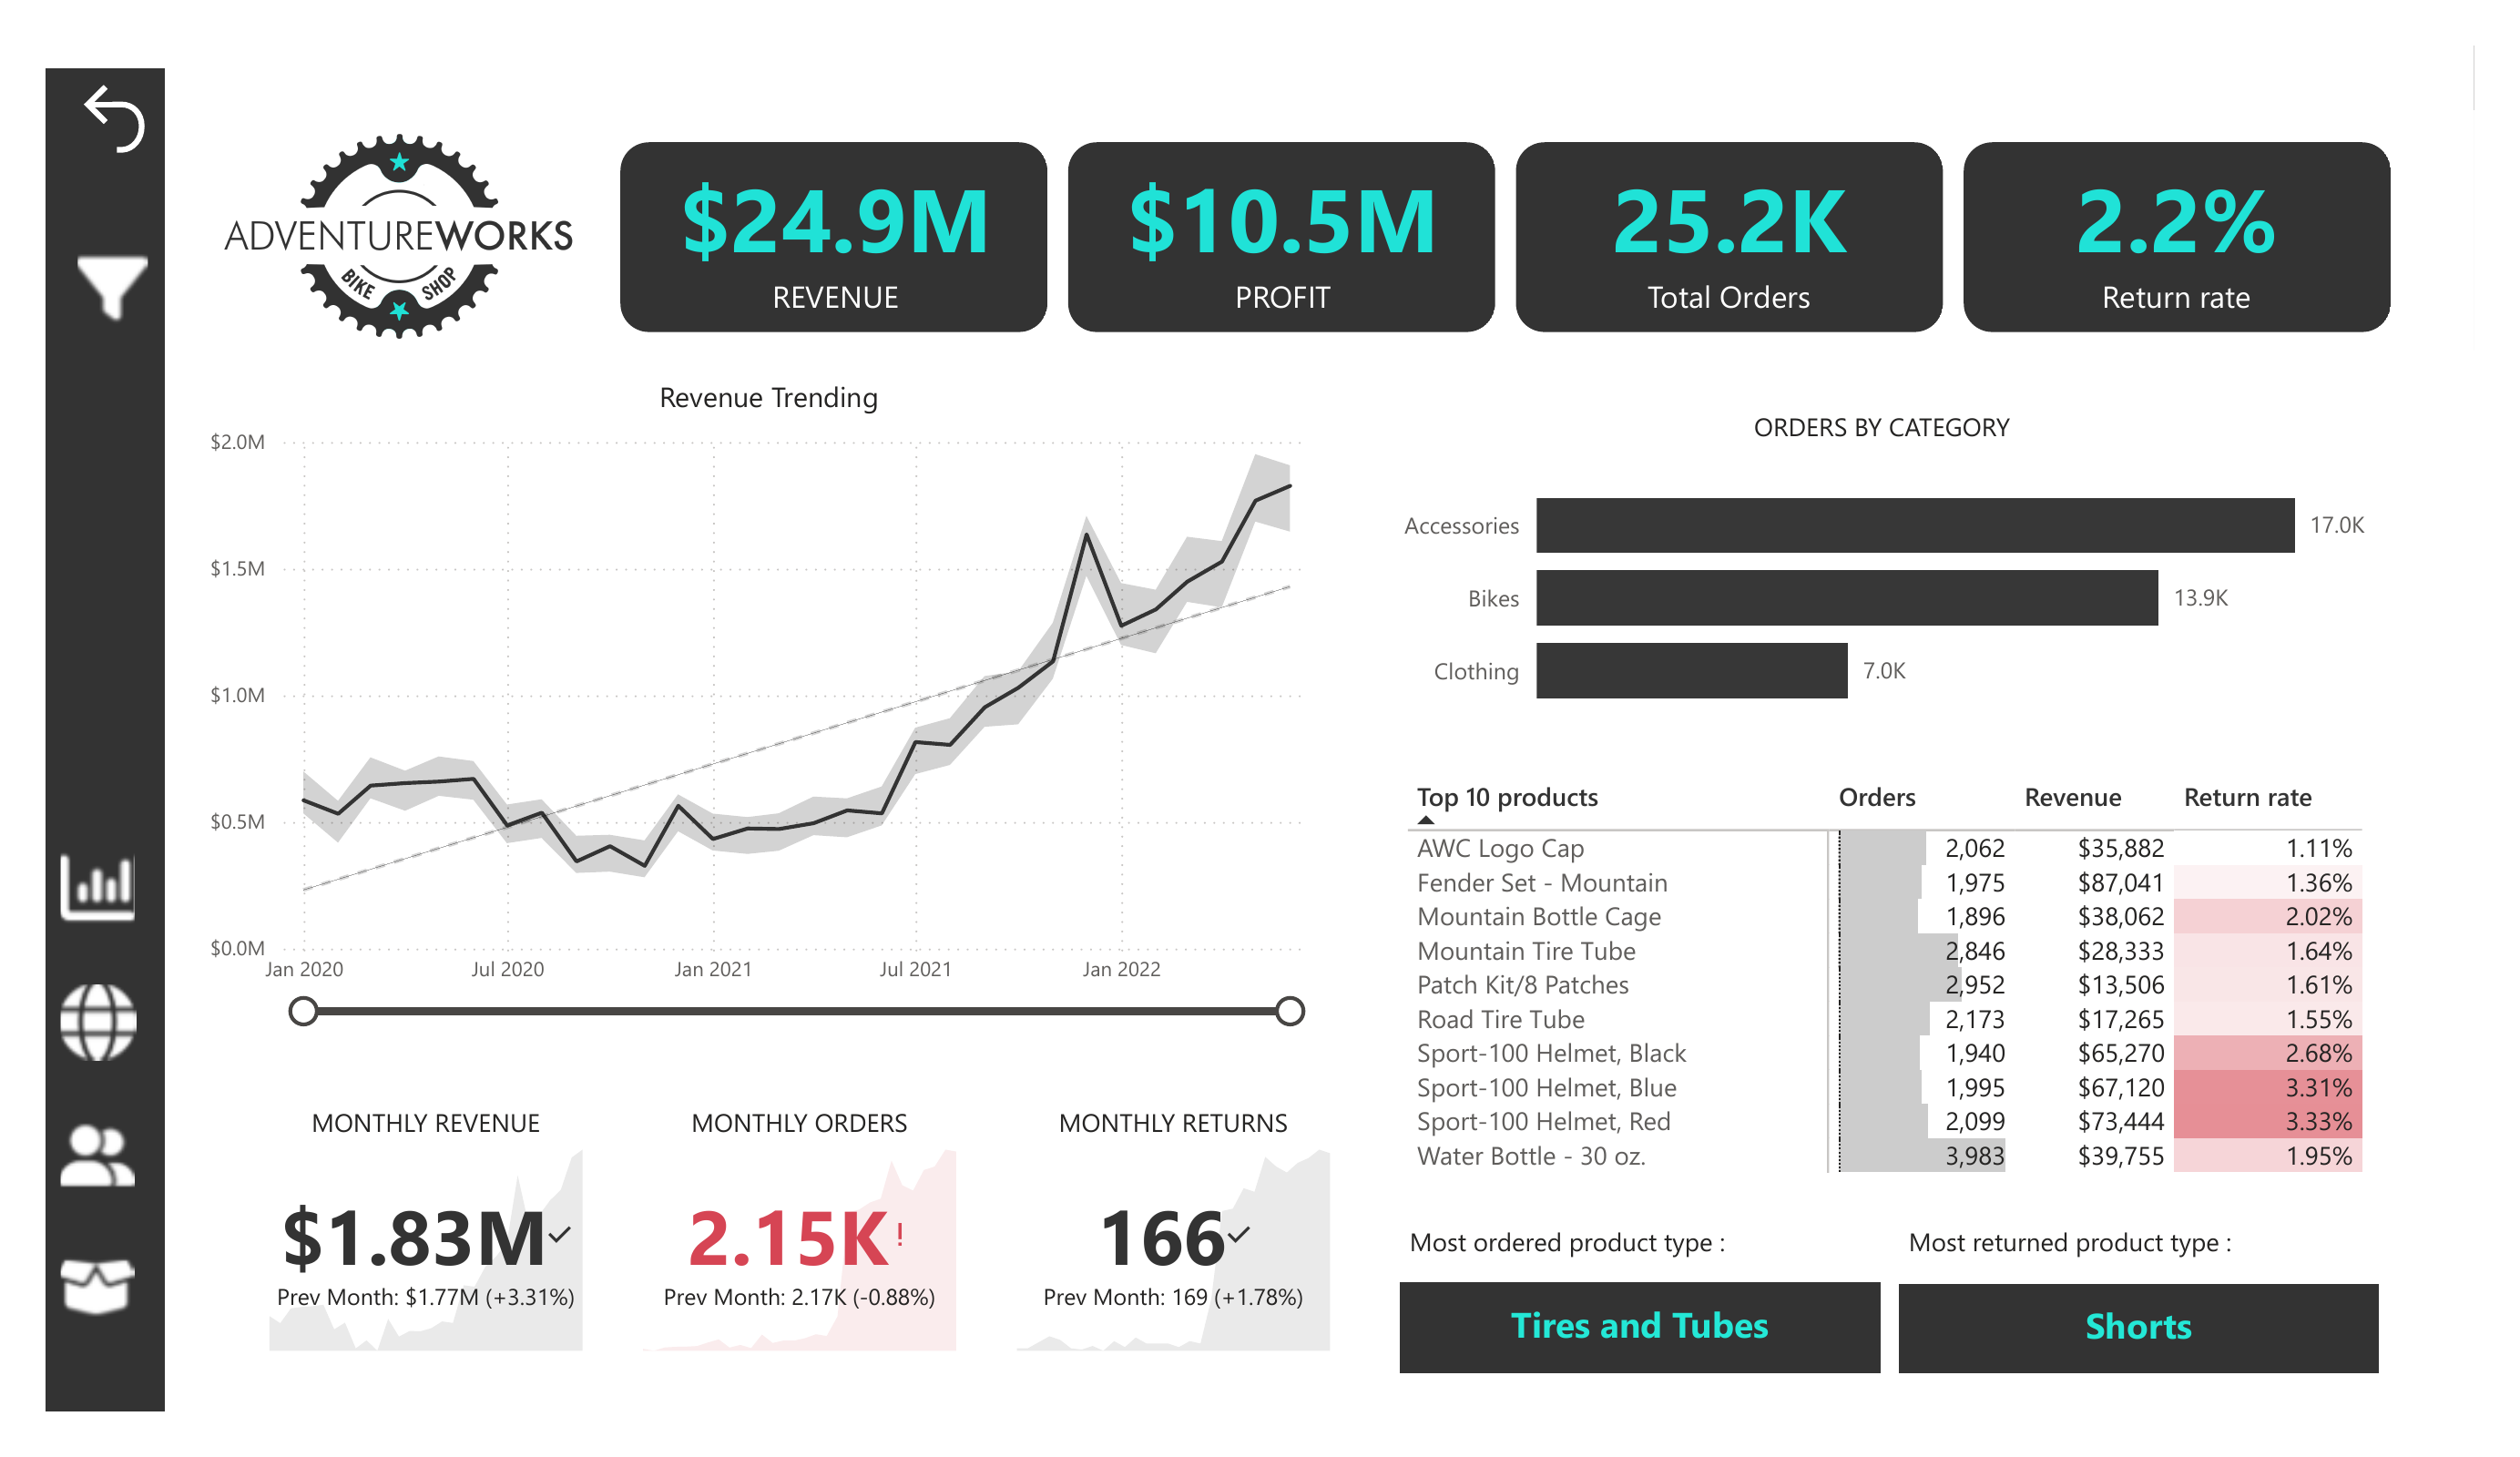 ADVENTUREWORKS
BIKE SHOP
$24.9M
REVENUE
$10.5M
PROFIT
25.2K
Total Orders
2.2%
Return rate
Revenue Trending
$2.0M
$1.5M
$1.0M
$0.5M
$0.0M
Jan 2020 Jul 2020 Jan 2021 Jul 2021 Jan 2022
ORDERS BY CATEGORY
Accessories 17.0K
Bikes 13.9K
Clothing 7.0K
Top 10 products Orders Revenue Return rate
AWC Logo Cap 2,062 $35,882 1.11%
Fender Set - Mountain 1,975 $87,041 1.36%
Mountain Bottle Cage 1,896 $38,062 2.02%
Mountain Tire Tube 2,846 $28,333 1.64%
Patch Kit/8 Patches 2,952 $13,506 1.61%
Road Tire Tube 2,173 $17,265 1.55%
Sport-100 Helmet, Black 1,940 $65,270 2.68%
Sport-100 Helmet, Blue 1,995 $67,120 3.31%
Sport-100 Helmet, Red 2,099 $73,444 3.33%
Water Bottle - 30 oz. 3,983 $39,755 1.95%
MONTHLY REVENUE
$1.83M
Prev Month: $1.77M (+3.31%)
MONTHLY ORDERS
2.15K!
Prev Month: 2.17K (-0.88%)
MONTHLY RETURNS
166
Prev Month: 169 (+1.78%)
Most ordered product type :
Tires and Tubes
Most returned product type :
Shorts